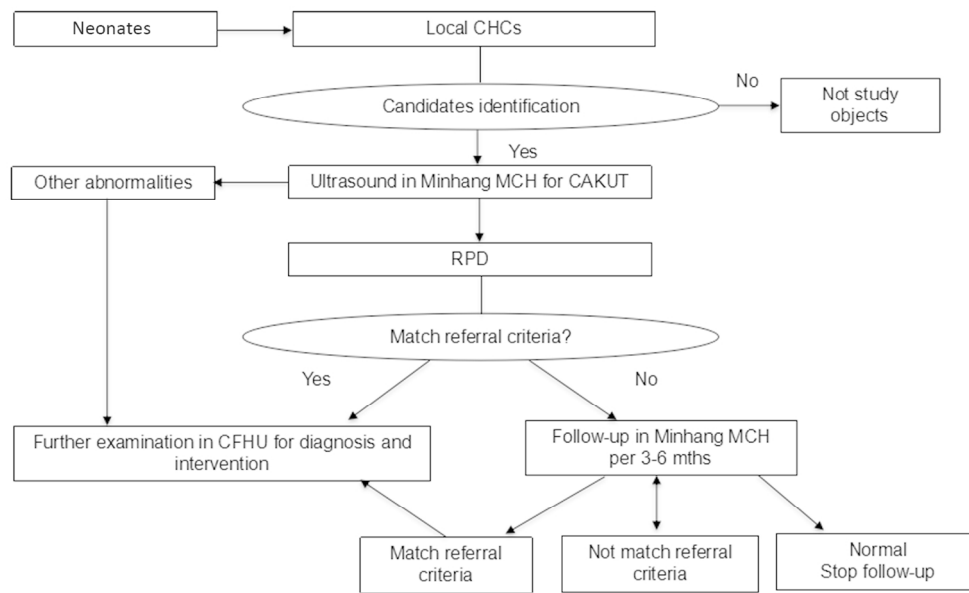 Neonates
Local CHCs
Candidates identification
No
Not study
objects
Yes
Other abnormalities
Ultrasound in Minhang MCH for CAKUT
RPD
Match referral criteria?
Yes
No
Further examination in CFHU for diagnosis and
intervention
Follow-up in Minhang MCH
per 3-6 mths
Match referral
criteria
Not match referral
criteria
Normal
Stop follow-up